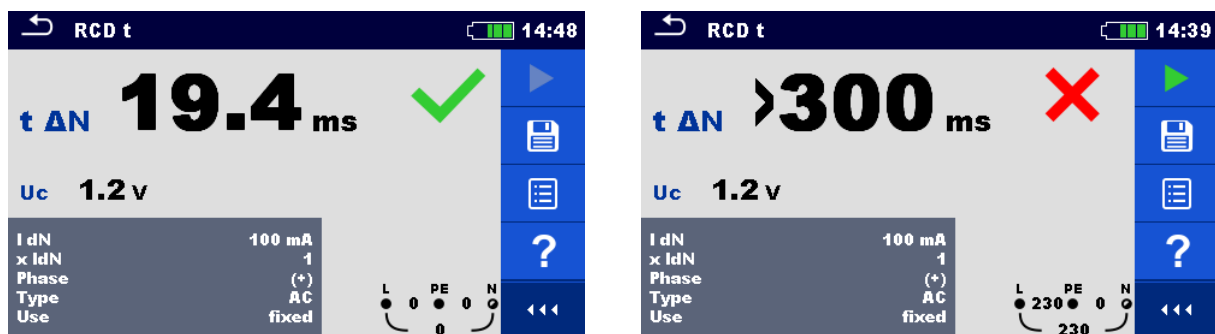 RCD t 14:48
t ΔN 19.4 ms
Uc 1.2 V
I dN 100 mA
x IdN 1
Phase (+)
Type AC
Use fixed
L PE N
0 0
0
?
RCD t 14:39
t ΔN >300 ms
Uc 1.2 V
I dN 100 mA
x IdN 1
Phase (+)
Type AC
Use fixed
L PE N
230 0
230
?